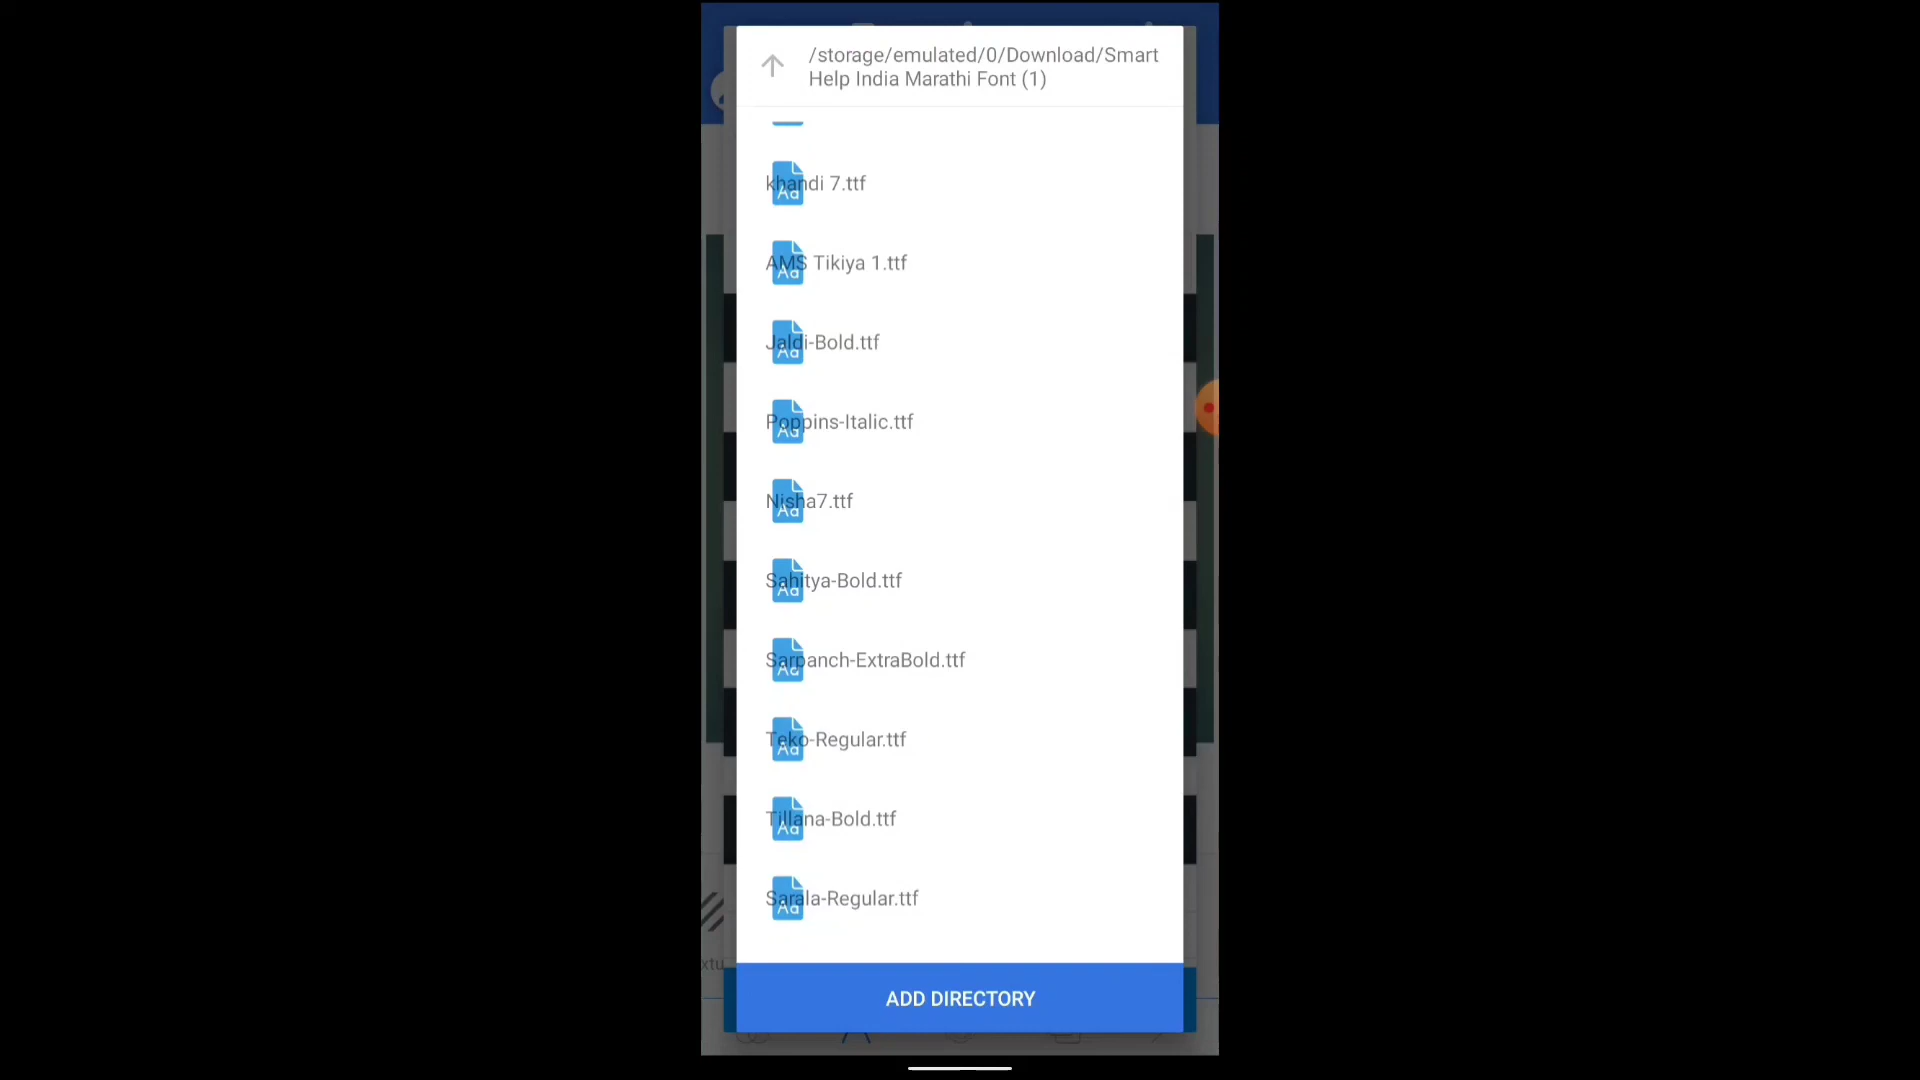 /storage/emulated/0/Download/Smart
Help India Marathi Font (1)
khandi 7.ttf
AMS Tikiya 1.ttf
Jaldi-Bold.ttf
Poppins-Italic.ttf
Nisha7.ttf
Sahitya-Bold.ttf
Sarpanch-ExtraBold.ttf
Teko-Regular.ttf
Tillana-Bold.ttf
Sarala-Regular.ttf
xtu
ADD DIRECTORY